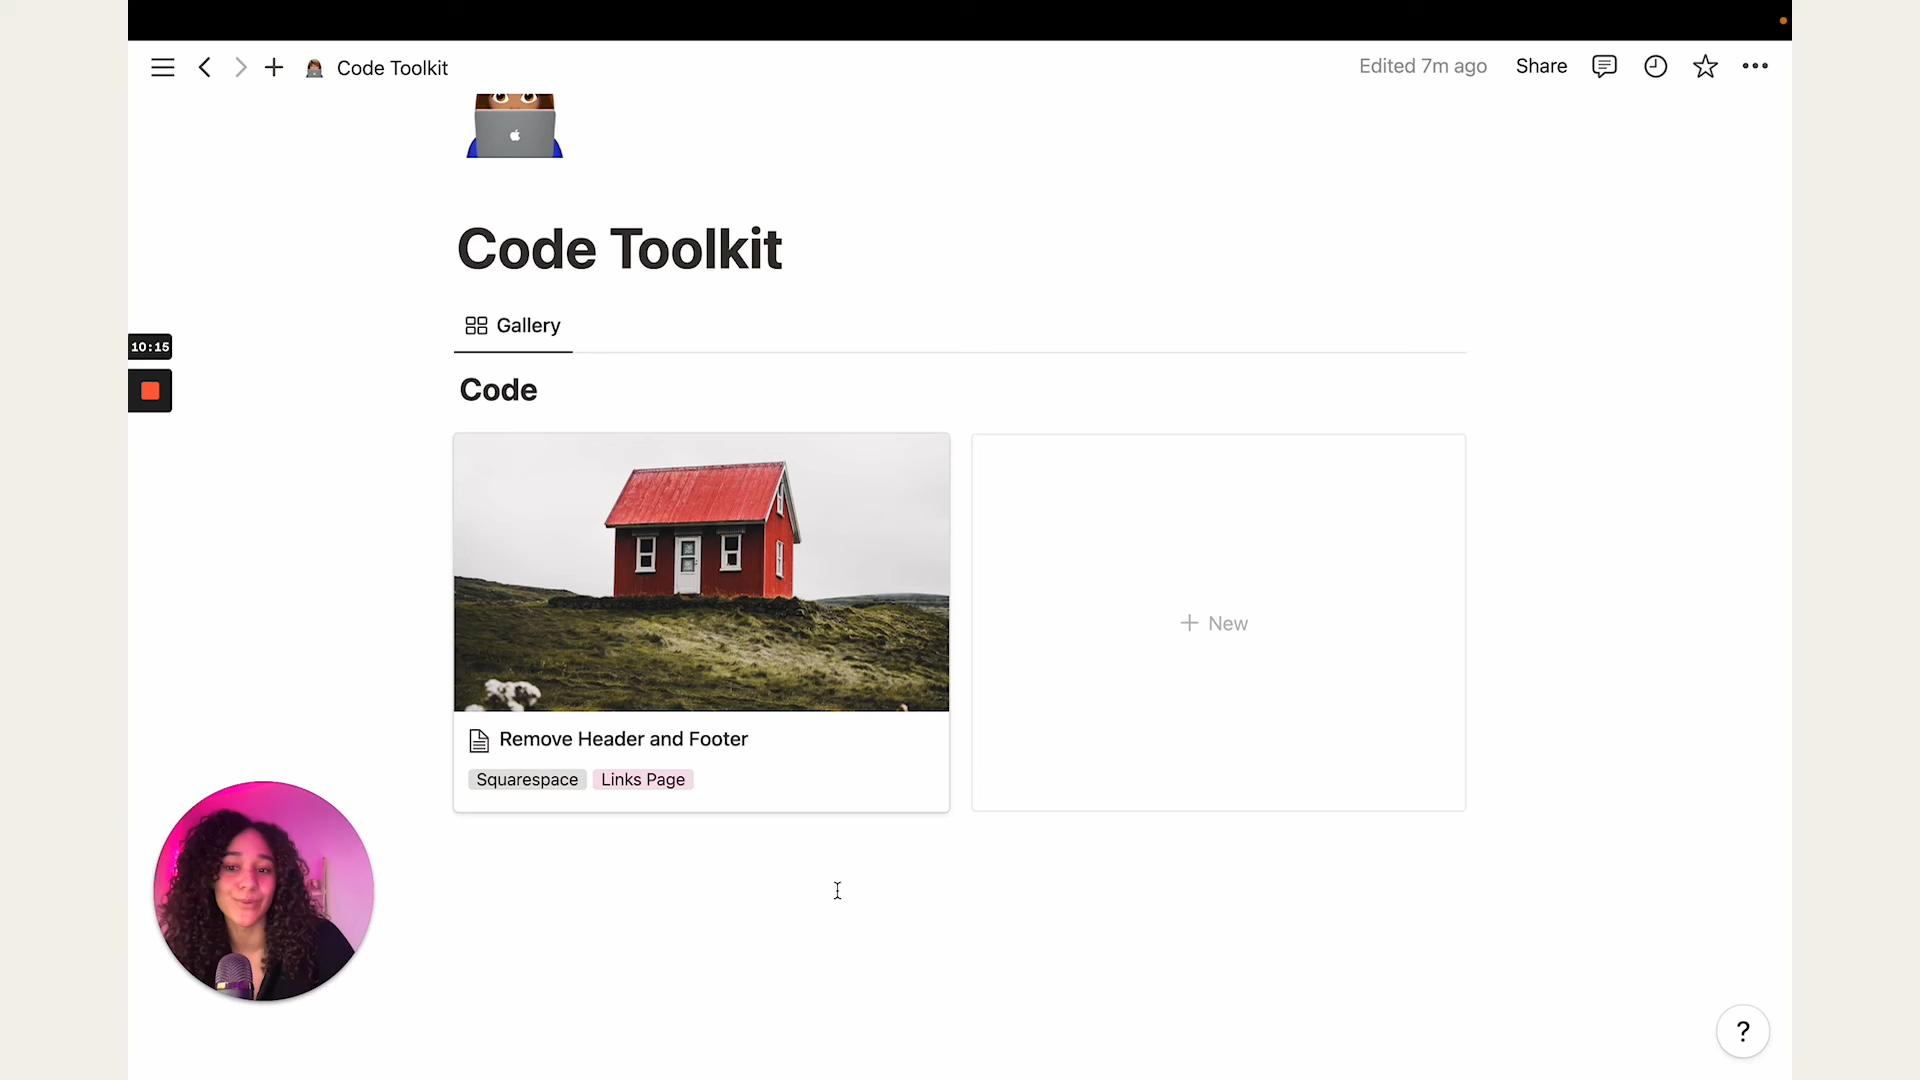 Code Toolkit
Edited 7m ago
Share
Code Toolkit
Gallery
10:15
Code
+ New
Remove Header and Footer
Squarespace
Links Page
?